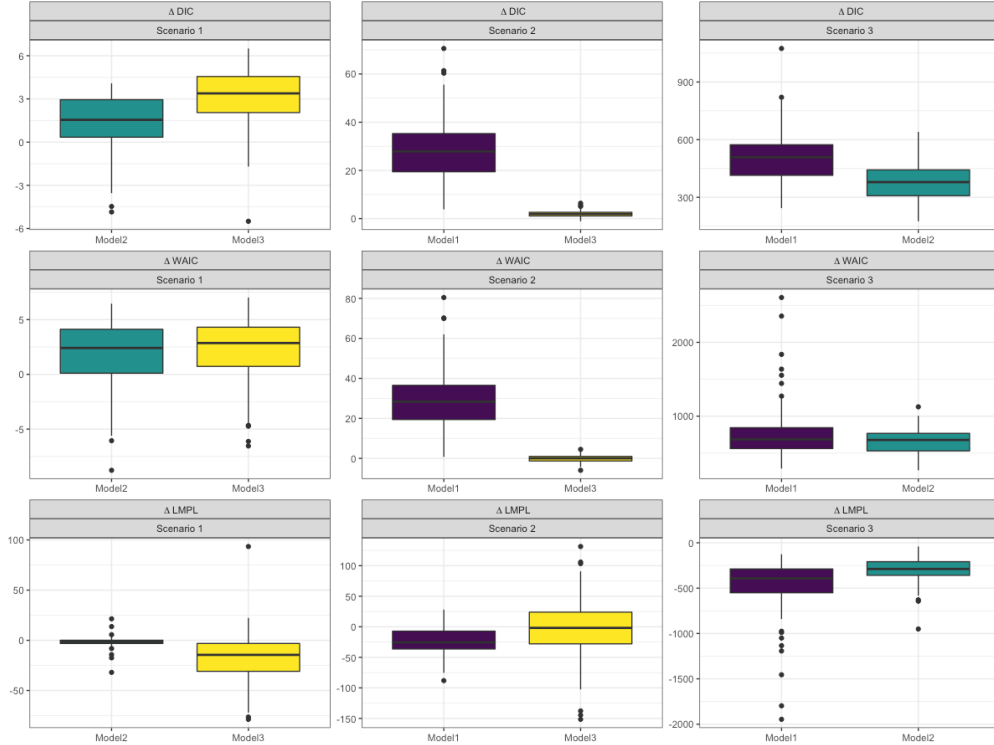 Δ DIC
Scenario 1
6
3
0
-3
-6
Model2 Model3
Δ DIC
Scenario 2
60
40
20
0
Model1 Model3
Δ DIC
Scenario 3
900
600
300
Model1 Model2
Δ WAIC
Scenario 1
5
0
-5
Model2 Model3
Δ WAIC
Scenario 2
80
60
40
20
0
Model1 Model3
Δ WAIC
Scenario 3
2000
1000
Model1 Model2
Δ LMPL
Scenario 1
100
50
0
-50
Model2 Model3
Δ LMPL
Scenario 2
100
50
0
-50
-100
-150
Model1 Model3
Δ LMPL
Scenario 3
0
-500
-1000
-1500
-2000
Model1 Model2